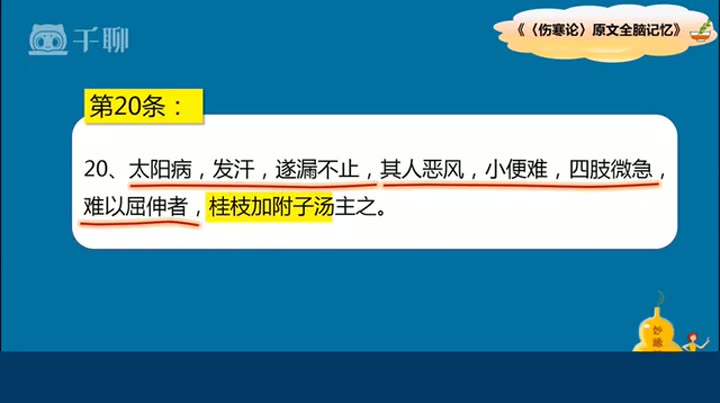 千聊
《〈伤寒论〉原文全脑记忆》
第20条：
20、太阳病，发汗，遂漏不止，其人恶风，小便难，四肢微急，
难以屈伸者，桂枝加附子汤主之。